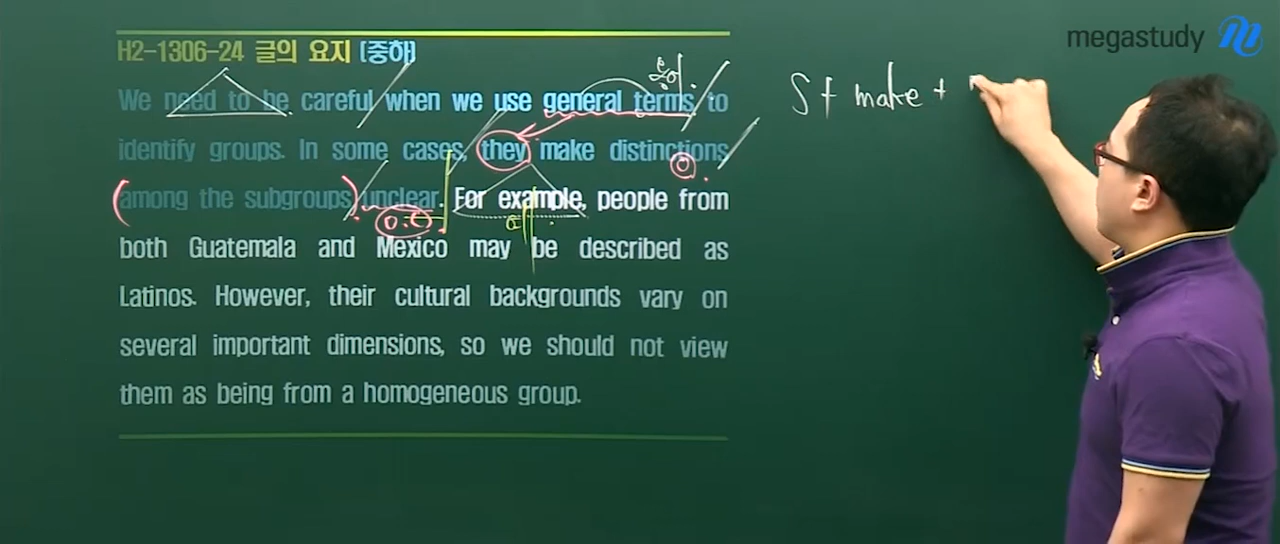 megastudy
H2-1306-24 글의 요지 [중하]
We need to be careful when we use general terms to
identify groups. In some cases, they make distinctions
among the subgroups unclear. For example, people from
both Guatemala and Mexico may be described as
Latinos. However, their cultural backgrounds vary on
several important dimensions, so we should not view
them as being from a homogeneous group.
S + make +
O
O.C